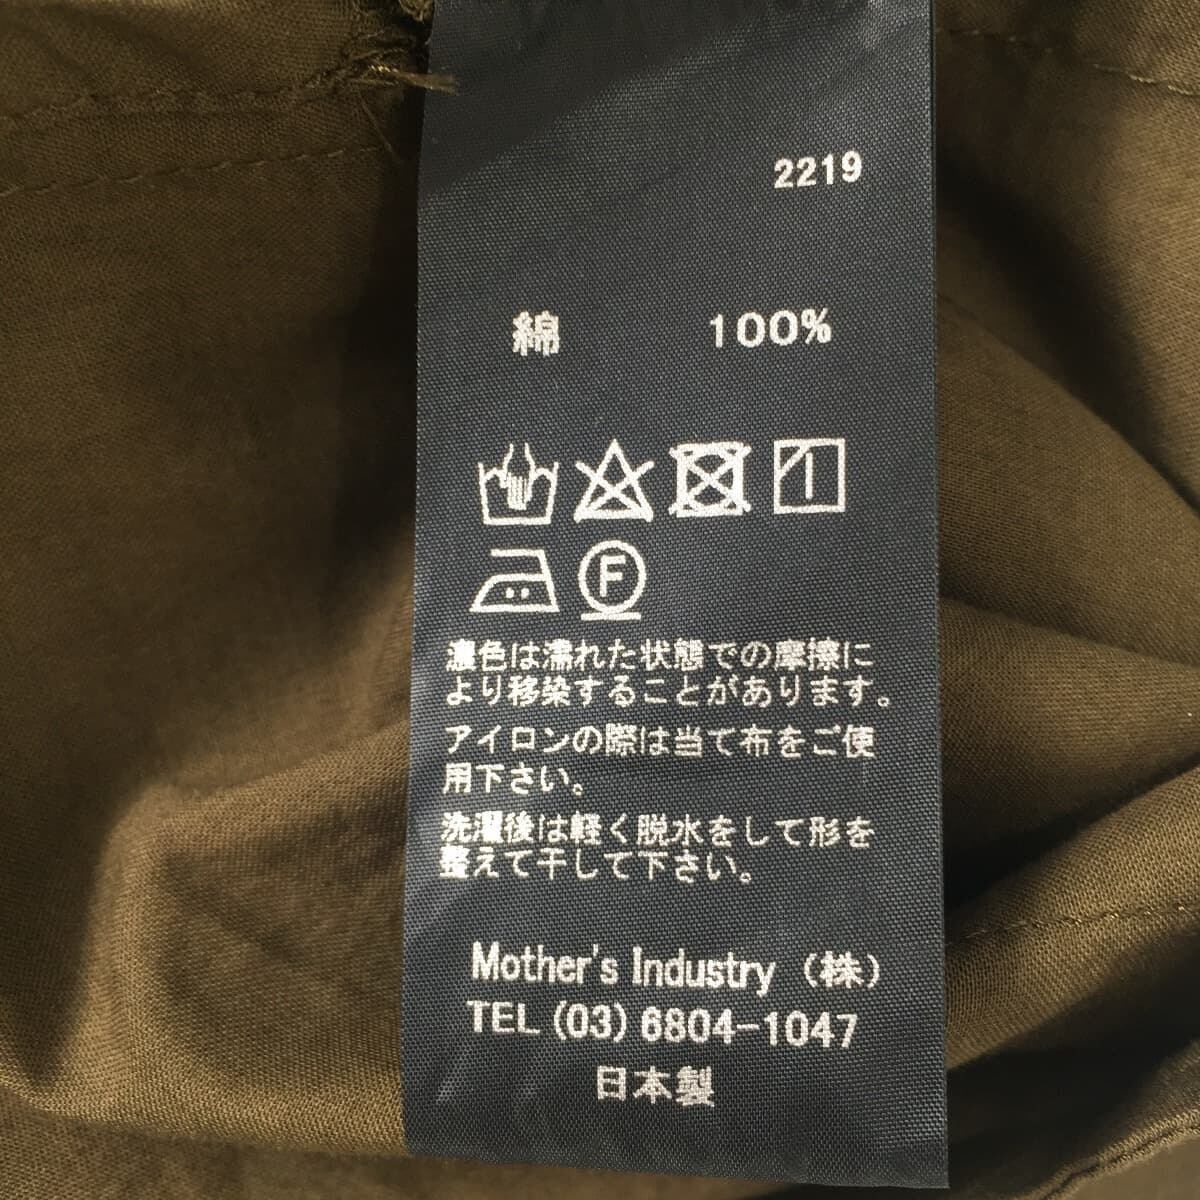 2219
綿 100%
F
濃色は濡れた状態での摩擦に
より移染することがあります。
アイロンの際は当て布をご使
用下さい。
洗濯後は軽く脱水をして形を
整えて干して下さい。
Mother's Industry（株）
TEL (03) 6804-1047
日本製